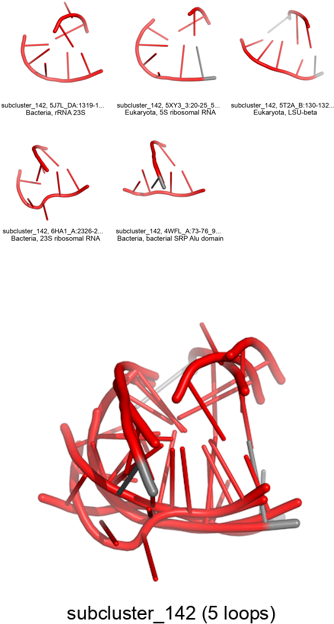 subcluster_142, 5J7L_DA:1319-1...
Bacteria, rRNA 23S
subcluster_142, 5XY3_3:20-25_5...
Eukaryota, 5S ribosomal RNA
subcluster_142, 5T2A_B:130-132...
Eukaryota, LSU-beta
subcluster_142, 6HA1_A:2326-2...
Bacteria, 23S ribosomal RNA
subcluster_142, 4WFL_A:73-76_9...
Bacteria, bacterial SRP Alu domain
subcluster_142 (5 loops)